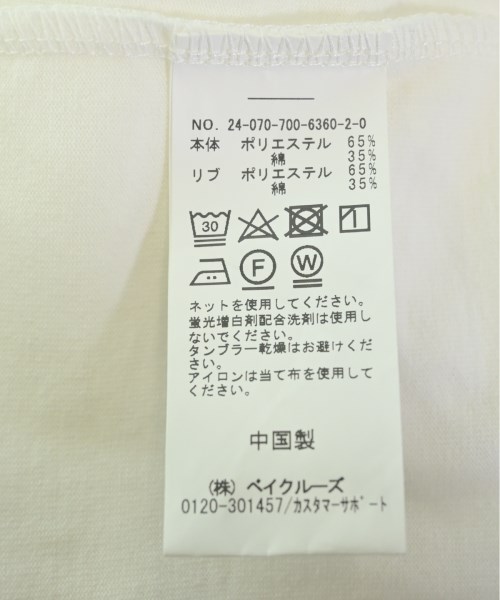 NO. 24-070-700-6360-2-0
本体 ポリエステル 65%
綿 35%
リブ ポリエステル 65%
綿 35%
30
F W
ネットを使用してください。
蛍光増白剤配合洗剤は使用し
ないでください。
タンブラー乾燥はお避けくだ
さい。
アイロンは当て布を使用して
ください。
中国製
(株) ベイクルーズ
0120-301457/カスタマーサポート